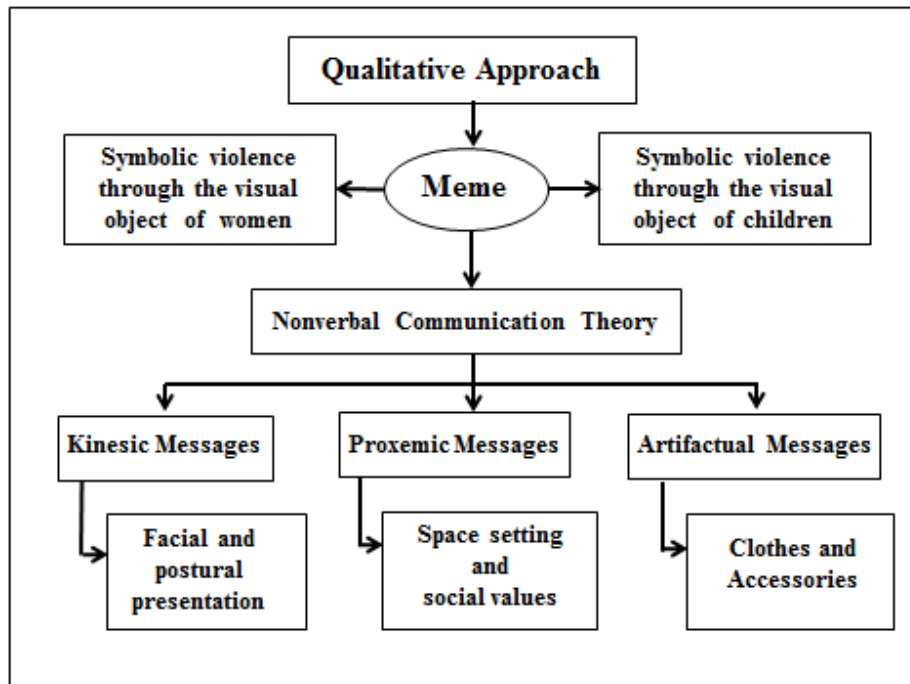 Qualitative Approach
Symbolic violence
through the visual
object of women
Meme
Symbolic violence
through the visual
object of children
Nonverbal Communication Theory
Kinesic Messages
Proxemic Messages
Artifactual Messages
Facial and
postural
presentation
Space setting
and
social values
Clothes and
Accessories